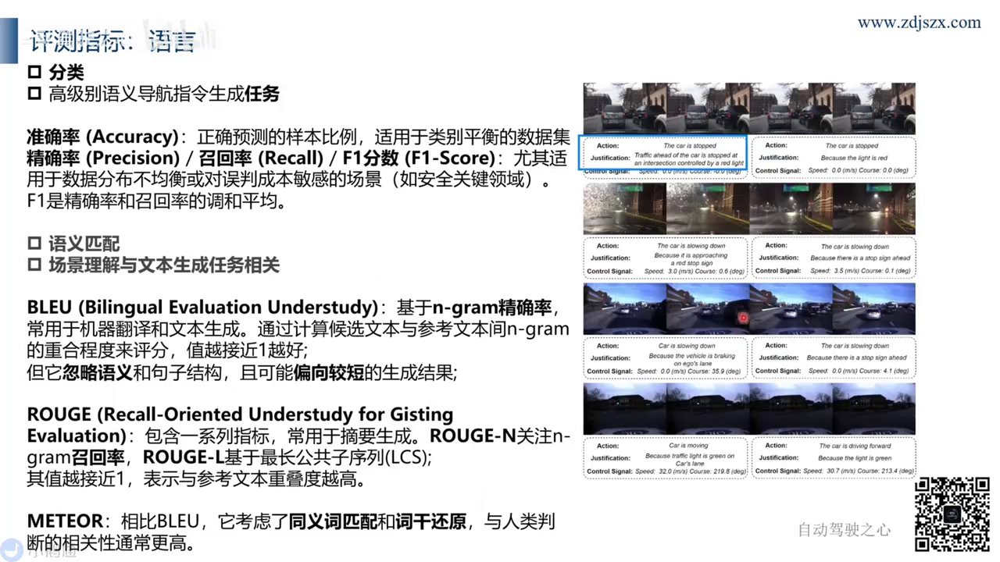 www.zdjszx.com
评测指标：语言
分类
高级别语义导航指令生成任务
准确率 (Accuracy)：正确预测的样本比例，适用于类别平衡的数据集
精确率 (Precision) / 召回率 (Recall) / F1分数 (F1-Score)：尤其适
用于数据分布不均衡或对误判成本敏感的场景（如安全关键领域）。
F1是精确率和召回率的调和平均。
语义匹配
场景理解与文本生成任务相关
BLEU (Bilingual Evaluation Understudy)：基于n-gram精确率，
常用于机器翻译和文本生成。通过计算候选文本与参考文本间n-gram
的重合程度来评分，值越接近1越好;
但它忽略语义和句子结构，且可能偏向较短的生成结果;
ROUGE (Recall-Oriented Understudy for Gisting
Evaluation)：包含一系列指标，常用于摘要生成。ROUGE-N关注n-
gram召回率，ROUGE-L基于最长公共子序列(LCS);
其值越接近1，表示与参考文本重叠度越高。
METEOR：相比BLEU，它考虑了同义词匹配和词干还原，与人类判
断的相关性通常更高。
Action: The car is stopped
Justification: Traffic ahead of the car is stopped at
an intersection controlled by a red light
Speed: 0.0 (m/s) Course: -0.0 (deg)
Action: The car is stopped
Justification: Because the light is red
Control Signal: Speed: 0.0 (m/s) Course: 0.0 (deg)
Action: The car is slowing down
Justification: Because it is approaching
a red stop sign
Control Signal: Speed: 3.0 (m/s) Course: 0.6 (deg)
Action: The car is slowing down
Justification: Because there is a stop sign ahead
Control Signal: Speed: 3.5 (m/s) Course: 0.1 (deg)
Action: Car is slowing down
Justification: Because the vehicle is braking
on ego's lane
Control Signal: Speed: 0.0 (m/s) Course: 35.9 (deg)
Action: The car is slowing down
Justification: Because there is a stop sign ahead
Control Signal: Speed: 0.0 (m/s) Course: 4.1 (deg)
Action: Car is moving
Justification: Because traffic light is green on
Car's lane
Control Signal: Speed: 32.0 (m/s) Course: 219.8 (deg)
Action: The car is driving forward
Justification: Because the light is green
Control Signal: Speed: 30.7 (m/s) Course: 213.4 (deg)
自动驾驶之心
小鹅通